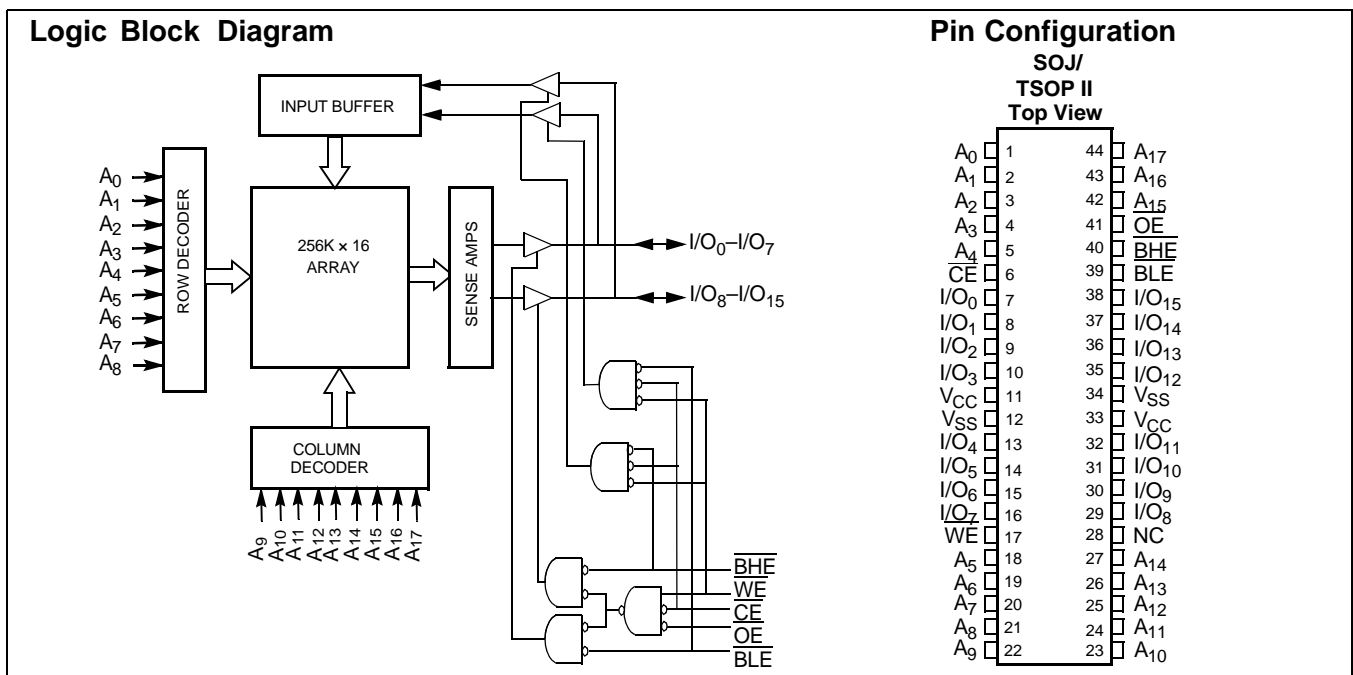 Logic Block Diagram
INPUT BUFFER
A0
A1
A2
A3
A4
A5
A6
A7
A8
ROW DECODER
256K × 16
ARRAY
SENSE AMPS
I/O0–I/O7
I/O8–I/O15
COLUMN
DECODER
A9
A10
A11
A12
A13
A14
A15
A16
A17
BHE
WE
CE
OE
BLE
Pin Configuration
SOJ/
TSOP II
Top View
A0 1 44 A17
A1 2 43 A16
A2 3 42 A15
A3 4 41 OE
A4 5 40 BHE
CE 6 39 BLE
I/O0 7 38 I/O15
I/O1 8 37 I/O14
I/O2 9 36 I/O13
I/O3 10 35 I/O12
VCC 11 34 VSS
VSS 12 33 VCC
I/O4 13 32 I/O11
I/O5 14 31 I/O10
I/O6 15 30 I/O9
I/O7 16 29 I/O8
WE 17 28 NC
A5 18 27 A14
A6 19 26 A13
A7 20 25 A12
A8 21 24 A11
A9 22 23 A10